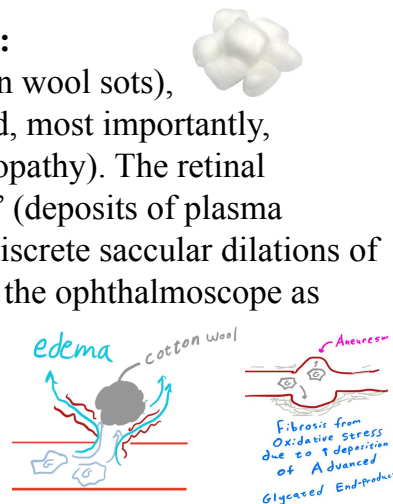 :
n wool sots),
d, most importantly,
opathy). The retinal
’ (deposits of plasma
iscrete saccular dilations of
the ophthalmoscope as
edema
cotton wool
Aneuresm
G
G
G
G
Fibrosis from
Oxidative stress
due to ↑ deposition
of Advanced
Glycated End-produc